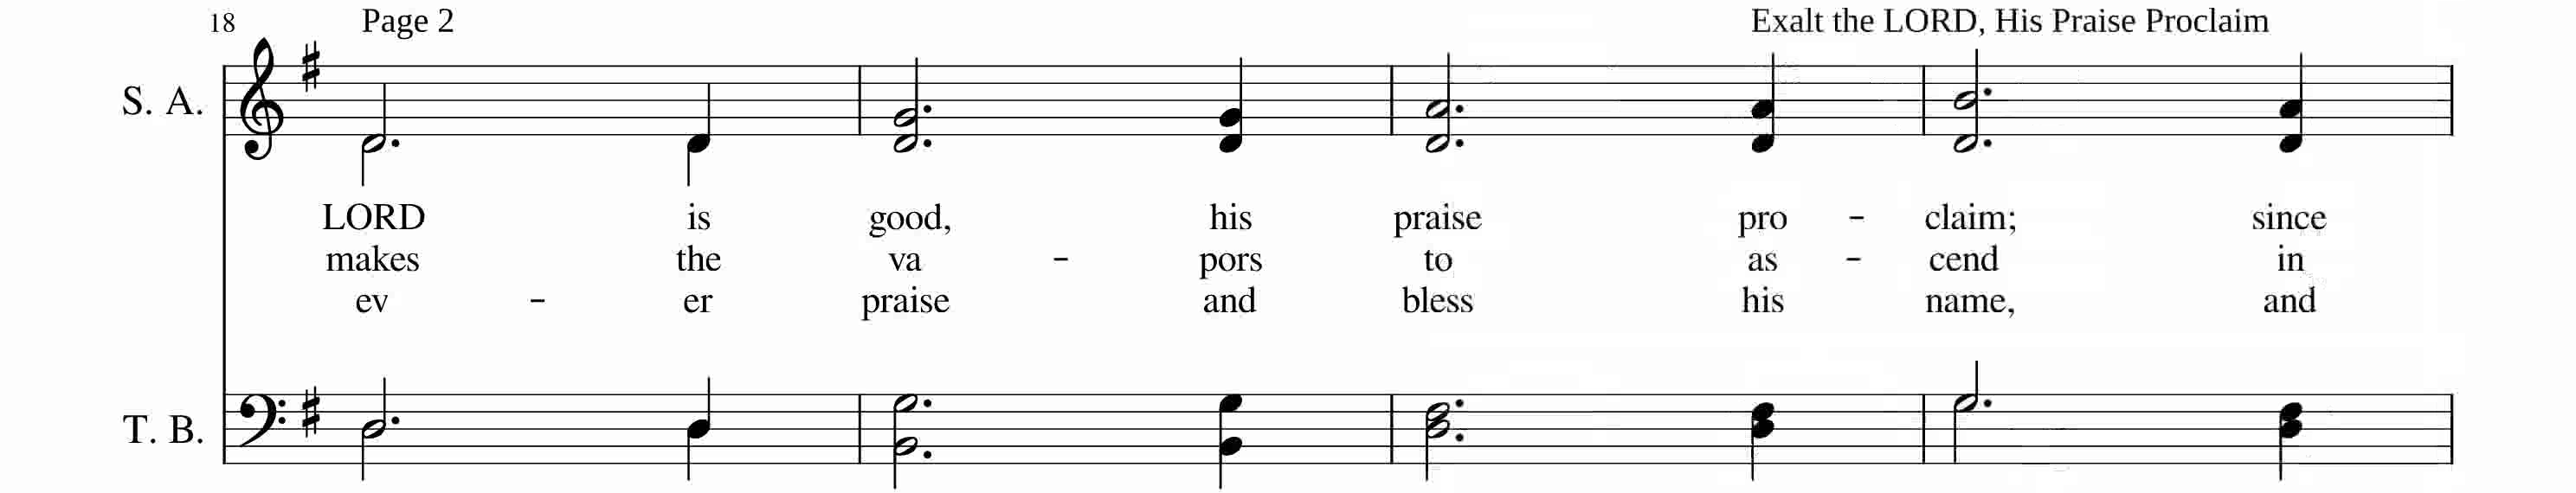 18 Page 2 Exalt the LORD, His Praise Proclaim
S. A.
LORD is good, his praise pro - claim; since
makes the va - pors to as - cend in
ev - er praise and bless his name, and
T. B.